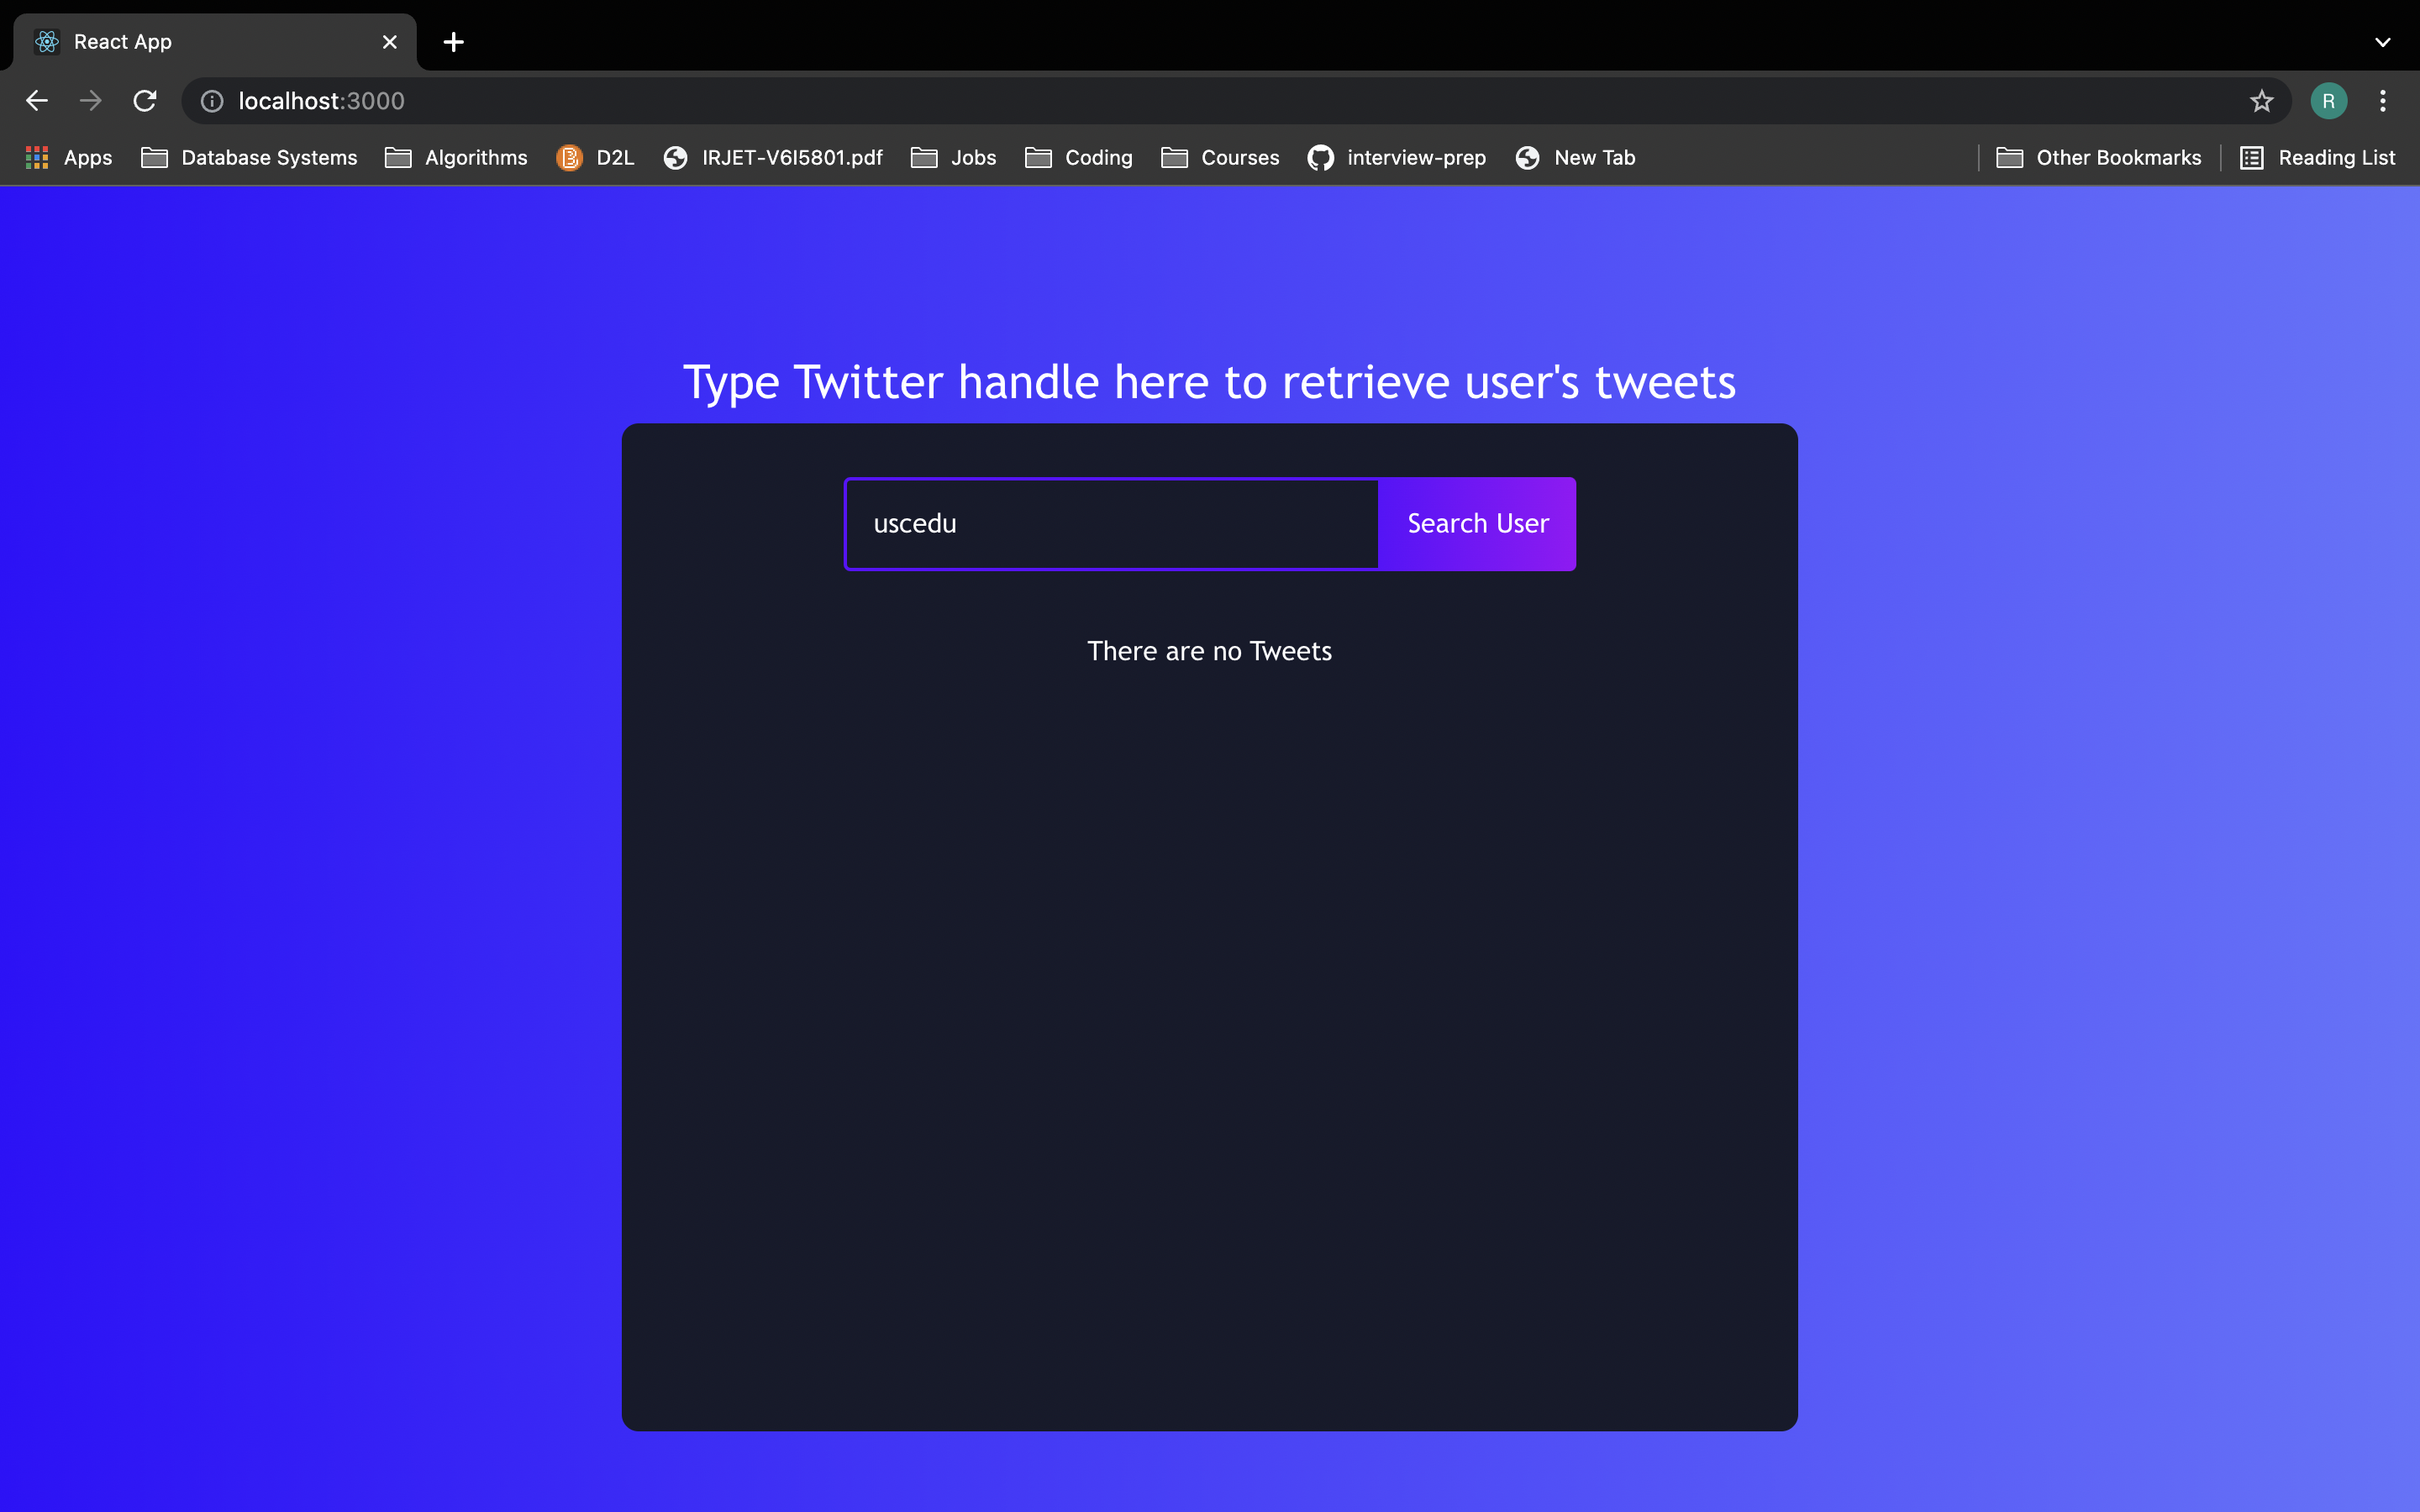 React App
localhost:3000
R
Apps Database Systems Algorithms D2L IRJET-V6I5801.pdf Jobs Coding Courses interview-prep New Tab Other Bookmarks Reading List
Type Twitter handle here to retrieve user's tweets
uscedu Search User
There are no Tweets